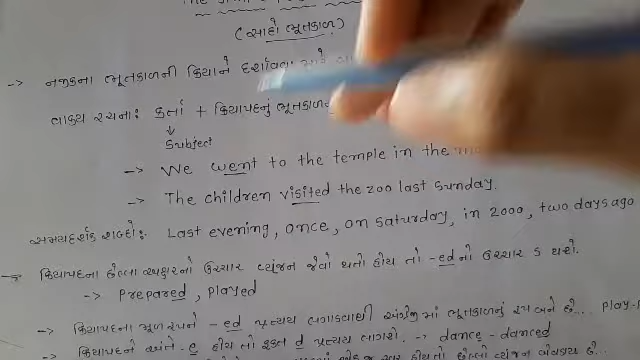 (સાદો ભૂતકાળ)
-> નજીકના ભૂતકાળની ક્રિયાને દર્શાવવા માટે
વાક્ય રચના: કર્તા + ક્રિયાપદનું ભૂતકાળ
Subject
-> We went to the temple in the
-> The children visited the zoo last Sunday.
સમયદર્શક શબ્દો:- Last evening, once, on saturday, in 2000, two days ago
ક્રિયાપદના છેલ્લા અક્ષરનો ઉચ્ચાર વ્યંજન જેવો થતો હોય તો -ed નો ઉચ્ચાર ડ થશે.
-> Prepared, Played
-> ક્રિયાપદના મૂળ રૂપને -ed પ્રત્યય લગાડવાથી અંગ્રેજીમાં ભૂતકાળનું રૂપ બને છે... Play-
-> ક્રિયાપદને અંતે -e હોય તો ફક્ત d પ્રત્યય લાગશે. -> dance - danced